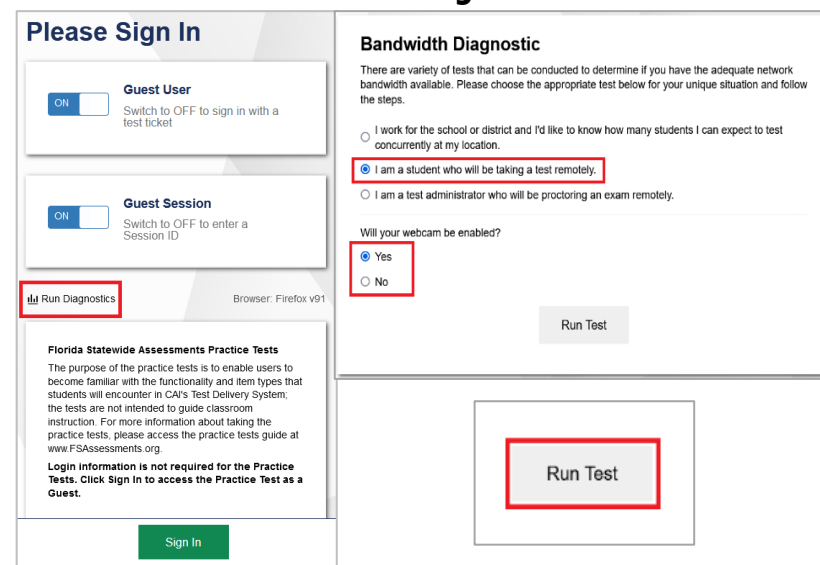 Please Sign In
ON
Guest User
Switch to OFF to sign in with a
test ticket
ON
Guest Session
Switch to OFF to enter a
Session ID
Run Diagnostics
Browser: Firefox v91
Florida Statewide Assessments Practice Tests
The purpose of the practice tests is to enable users to
become familiar with the functionality and item types that
students will encounter in CAI's Test Delivery System;
the tests are not intended to guide classroom
instruction. For more information about taking the
practice tests, please access the practice tests guide at
www.FSAssessments.org.
Login information is not required for the Practice
Tests. Click Sign In to access the Practice Test as a
Guest.
Sign In
Bandwidth Diagnostic
There are variety of tests that can be conducted to determine if you have the adequate network
bandwidth available. Please choose the appropriate test below for your unique situation and follow
the steps.
I work for the school or district and I'd like to know how many students I can expect to test
concurrently at my location.
I am a student who will be taking a test remotely.
I am a test administrator who will be proctoring an exam remotely.
Will your webcam be enabled?
Yes
No
Run Test
Run Test